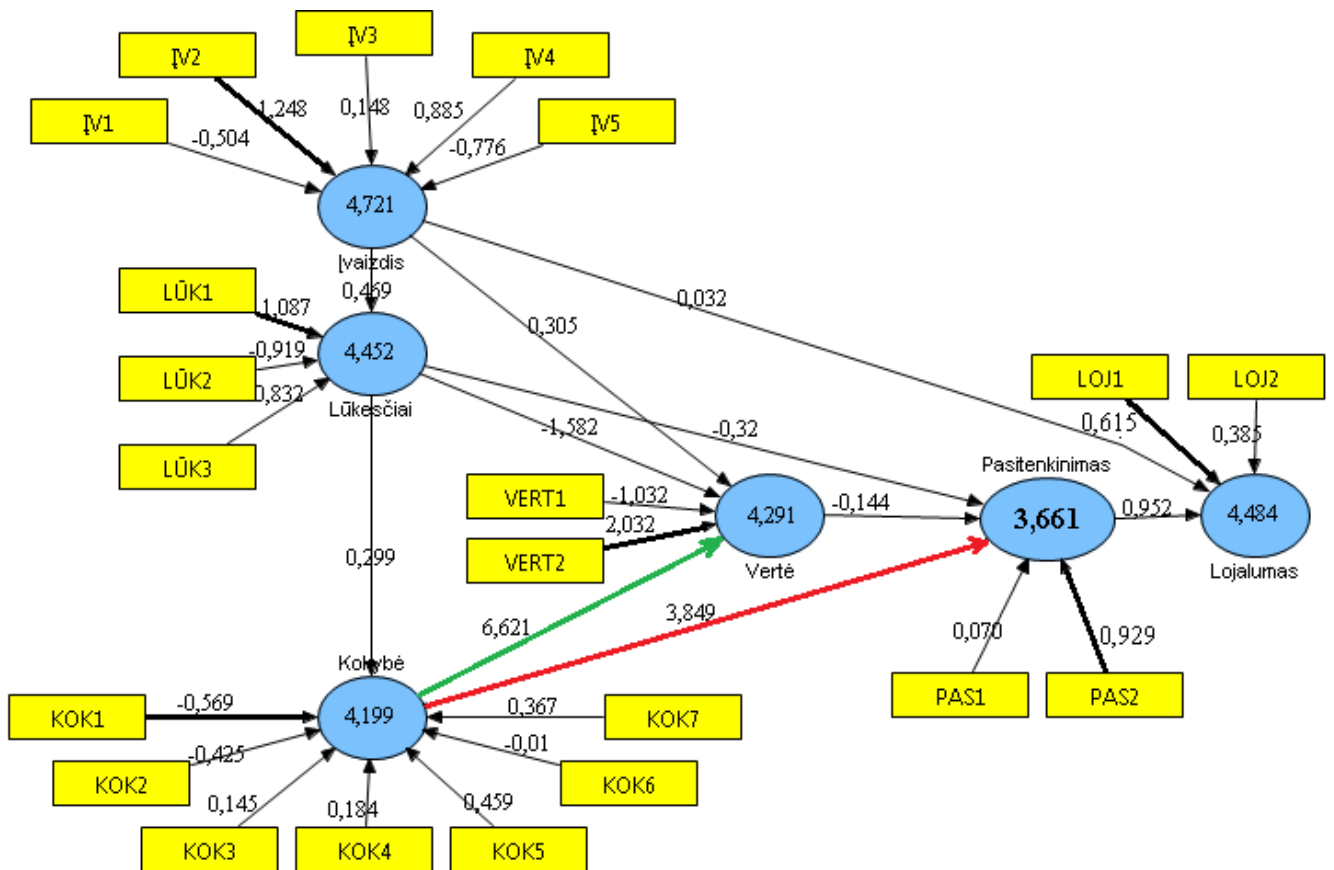 ĮV3
ĮV2
ĮV4
ĮV1
ĮV5
1,248
0,148
0,885
-0,504
-0,776
4,721
Įvaizdis
LŪK1
1,087
0,469
0,032
0,305
LŪK2
-0,919
4,452
LOJ1
LOJ2
0,832
Lūkesčiai
-1,582
-0,32
0,615
0,385
LŪK3
Pasitenkinimas
VERT1
-1,032
4,291
-0,144
3,661
0,952
4,484
2,032
VERT2
Vertė
Lojalumas
0,299
6,621
3,849
0,070
0,929
Kokybė
PAS1
PAS2
KOK1
-0,569
4,199
0,367
KOK7
-0,425
-0,01
KOK2
KOK6
0,145
0,184
0,459
KOK3
KOK4
KOK5